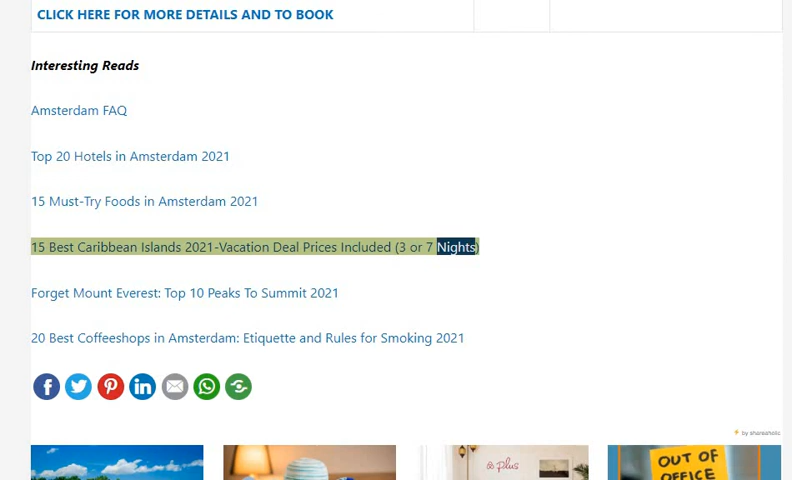 CLICK HERE FOR MORE DETAILS AND TO BOOK
Interesting Reads
Amsterdam FAQ
Top 20 Hotels in Amsterdam 2021
15 Must-Try Foods in Amsterdam 2021
15 Best Caribbean Islands 2021-Vacation Deal Prices Included (3 or 7 Nights)
Forget Mount Everest: Top 10 Peaks To Summit 2021
20 Best Coffeeshops in Amsterdam: Etiquette and Rules for Smoking 2021
by shareaholic
plus
OUT OF
OFFICE